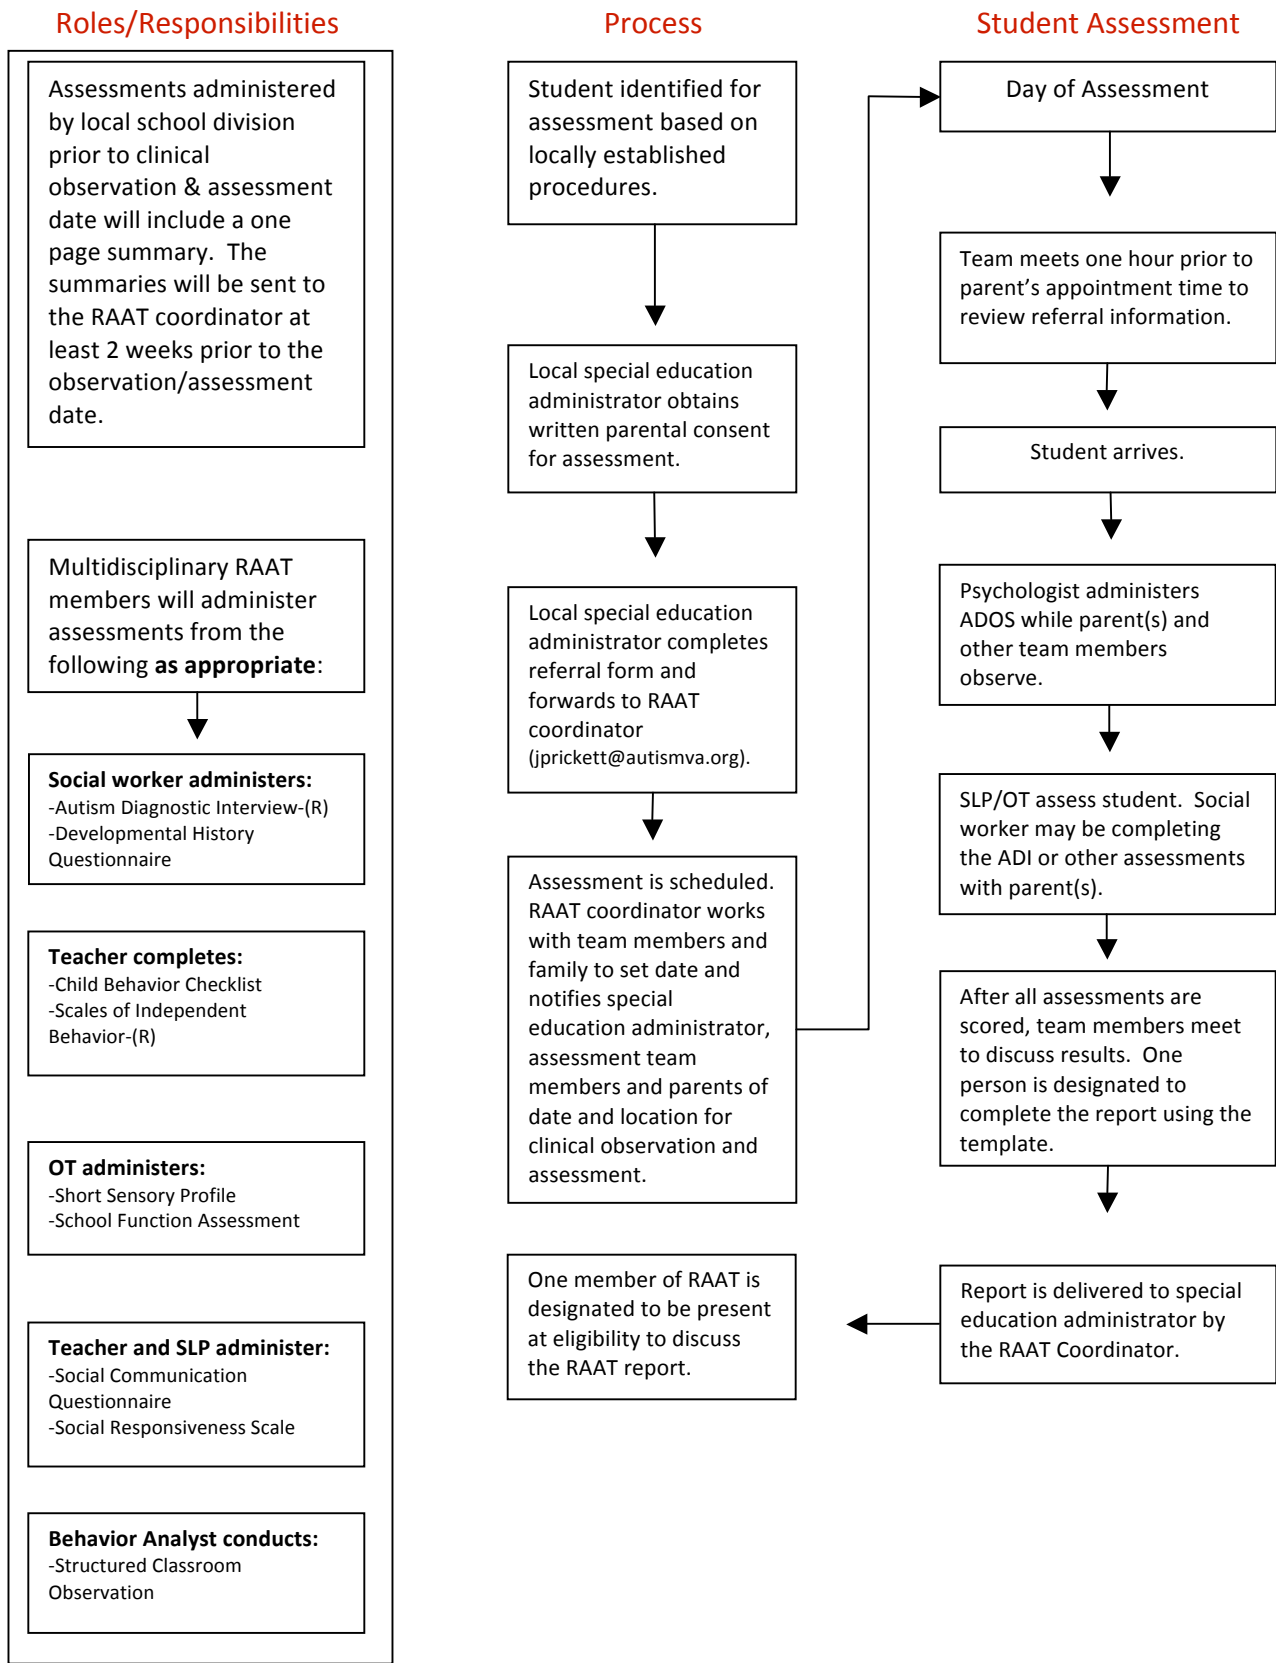 Roles/Responsibilities
Assessments administered
by local school division
prior to clinical
observation & assessment
date will include a one
page summary.  The
summaries will be sent to
the RAAT coordinator at
least 2 weeks prior to the
observation/assessment
date.
Multidisciplinary RAAT
members will administer
assessments from the
following as appropriate:
Social worker administers:
-Autism Diagnostic Interview-(R)
-Developmental History
Questionnaire
Teacher completes:
-Child Behavior Checklist
-Scales of Independent
Behavior-(R)
OT administers:
-Short Sensory Profile
-School Function Assessment
Teacher and SLP administer:
-Social Communication
Questionnaire
-Social Responsiveness Scale
Behavior Analyst conducts:
-Structured Classroom
Observation
Process
Student identified for
assessment based on
locally established
procedures.
Local special education
administrator obtains
written parental consent
for assessment.
Local special education
administrator completes
referral form and
forwards to RAAT
coordinator
(jprickett@autismva.org).
Assessment is scheduled.
RAAT coordinator works
with team members and
family to set date and
notifies special
education administrator,
assessment team
members and parents of
date and location for
clinical observation and
assessment.
One member of RAAT is
designated to be present
at eligibility to discuss
the RAAT report.
Student Assessment
Day of Assessment
Team meets one hour prior to
parent’s appointment time to
review referral information.
Student arrives.
Psychologist administers
ADOS while parent(s) and
other team members
observe.
SLP/OT assess student.  Social
worker may be completing
the ADI or other assessments
with parent(s).
After all assessments are
scored, team members meet
to discuss results.  One
person is designated to
complete the report using the
template.
Report is delivered to special
education administrator by
the RAAT Coordinator.